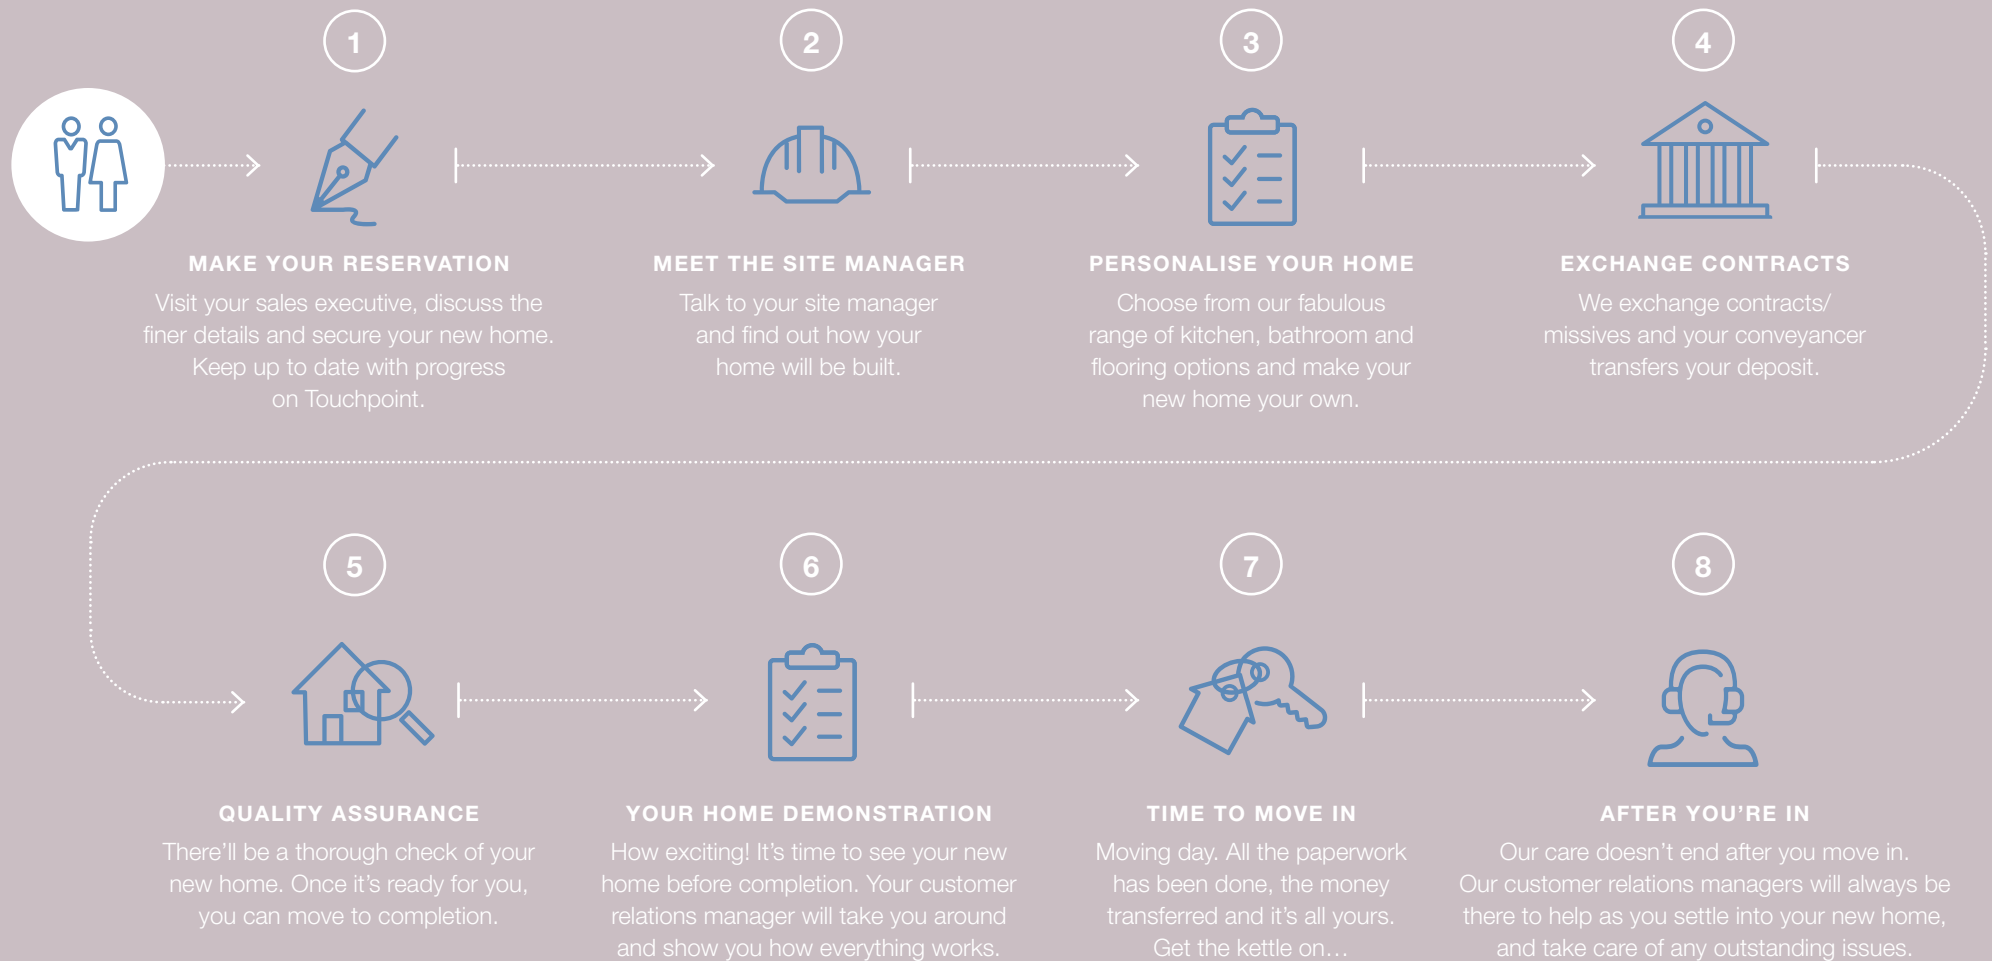 1
MAKE YOUR RESERVATION
Visit your sales executive, discuss the
finer details and secure your new home.
Keep up to date with progress
on Touchpoint.
2
MEET THE SITE MANAGER
Talk to your site manager
and find out how your
home will be built.
3
PERSONALISE YOUR HOME
Choose from our fabulous
range of kitchen, bathroom and
flooring options and make your
new home your own.
4
EXCHANGE CONTRACTS
We exchange contracts/
missives and your conveyancer
transfers your deposit.
5
QUALITY ASSURANCE
There’ll be a thorough check of your
new home. Once it’s ready for you,
you can move to completion.
6
YOUR HOME DEMONSTRATION
How exciting! It’s time to see your new
home before completion. Your customer
relations manager will take you around
and show you how everything works.
7
TIME TO MOVE IN
Moving day. All the paperwork
has been done, the money
transferred and it’s all yours.
Get the kettle on…
8
AFTER YOU’RE IN
Our care doesn’t end after you move in.
Our customer relations managers will always be
there to help as you settle into your new home,
and take care of any outstanding issues.